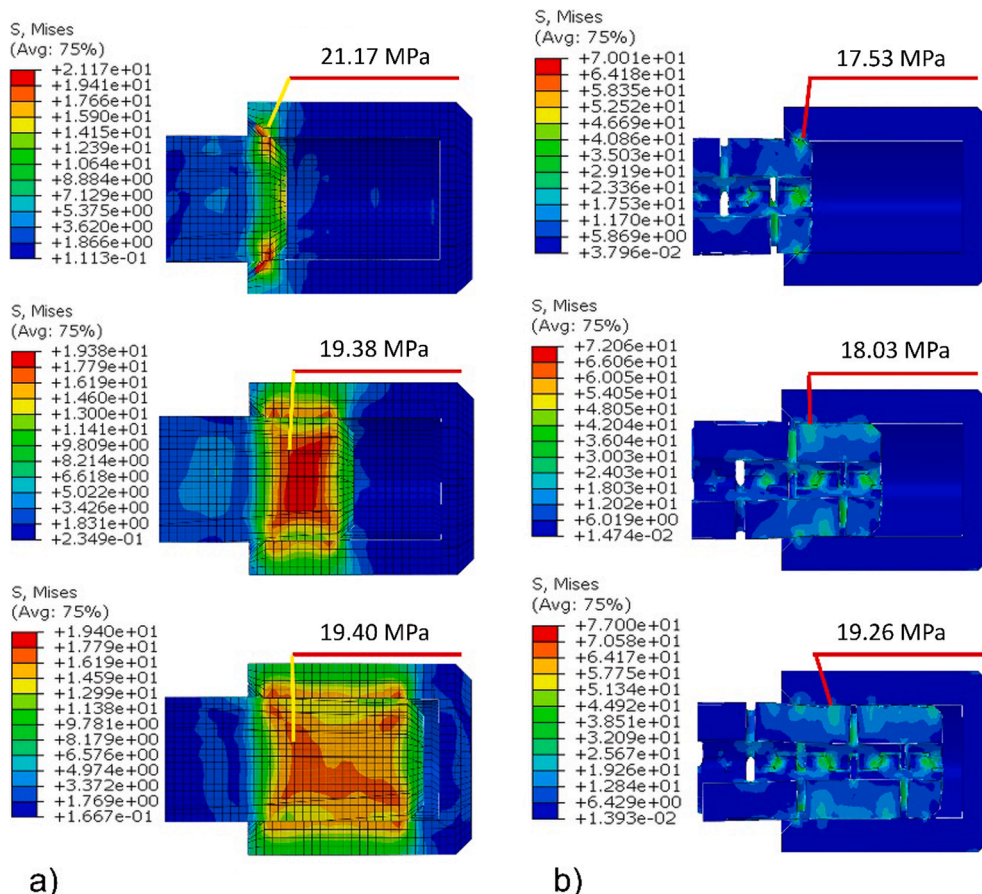 S, Mises
(Avg: 75%)
+2.117e+01
+1.941e+01
+1.766e+01
+1.590e+01
+1.415e+01
+1.239e+01
+1.064e+01
+8.884e+00
+7.129e+00
+5.375e+00
+3.620e+00
+1.866e+00
+1.113e-01
21.17 MPa
S, Mises
(Avg: 75%)
+7.001e+01
+6.418e+01
+5.835e+01
+5.252e+01
+4.669e+01
+4.086e+01
+3.503e+01
+2.919e+01
+2.336e+01
+1.753e+01
+1.170e+01
+5.869e+00
+3.796e-02
17.53 MPa
S, Mises
(Avg: 75%)
+1.938e+01
+1.779e+01
+1.619e+01
+1.460e+01
+1.300e+01
+1.141e+01
+9.809e+00
+8.214e+00
+6.618e+00
+5.022e+00
+3.426e+00
+1.831e+00
+2.349e-01
19.38 MPa
S, Mises
(Avg: 75%)
+7.206e+01
+6.606e+01
+6.005e+01
+5.405e+01
+4.805e+01
+4.204e+01
+3.604e+01
+3.003e+01
+2.403e+01
+1.803e+01
+1.202e+01
+6.019e+00
+1.474e-02
18.03 MPa
S, Mises
(Avg: 75%)
+1.940e+01
+1.779e+01
+1.619e+01
+1.459e+01
+1.299e+01
+1.138e+01
+9.781e+00
+8.179e+00
+6.576e+00
+4.974e+00
+3.372e+00
+1.769e+00
+1.667e-01
19.40 MPa
S, Mises
(Avg: 75%)
+7.700e+01
+7.058e+01
+6.417e+01
+5.775e+01
+5.134e+01
+4.492e+01
+3.851e+01
+3.209e+01
+2.567e+01
+1.926e+01
+1.284e+01
+6.429e+00
+1.393e-02
19.26 MPa
a)
b)